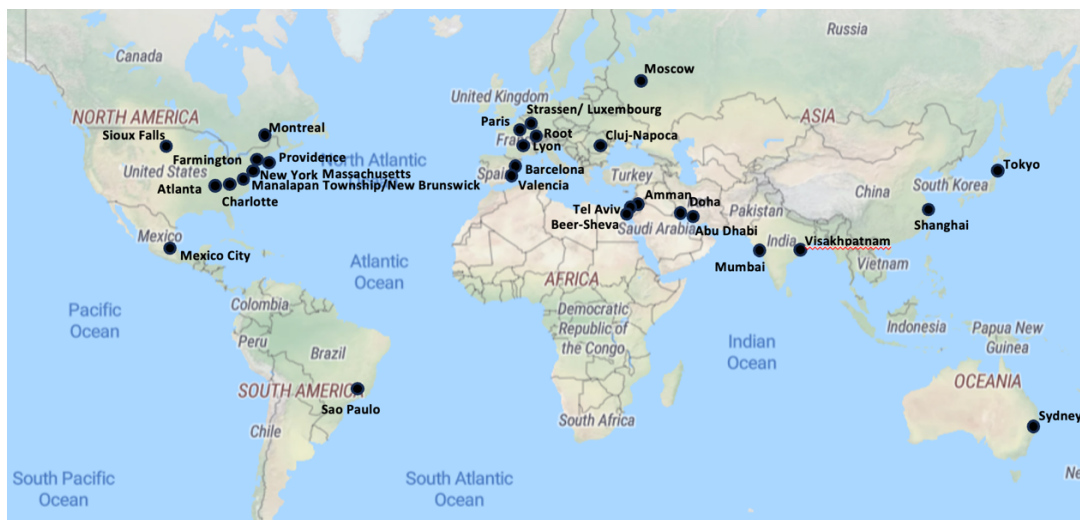 Russia
Canada
Moscow
United Kingdom
Strassen/ Luxembourg
NORTH AMERICA
ASIA
Paris
Montreal
Root
Cluj-Napoca
Sioux Falls
Fra
Lyon
Farmington
Providence
North Atlantic
Tokyo
United States
New York
Massachusetts
Spai
Barcelona
Turkey
South Korea
China
Atlanta
Manalapan Township/New Brunswick
Valencia
Charlotte
Amman
Doha
Pakistan
Tel Aviv
Beer-Sheva
Saudi Arabia
Abu Dhabi
Shanghai
Mexico
India
Visakhpatnam
Mexico City
Mumbai
Vietnam
Atlantic
Ocean
AFRICA
Colombia
Pacific
Ocean
Democratic
Republic of
the Congo
Indonesia
Papua New
Guinea
Peru
Brazil
Indian
Ocean
SOUTH AMERICA
OCEANIA
Sao Paulo
Sydney
Chile
South Africa
South Pacific
Ocean
South Atlantic
Ocean
Ne